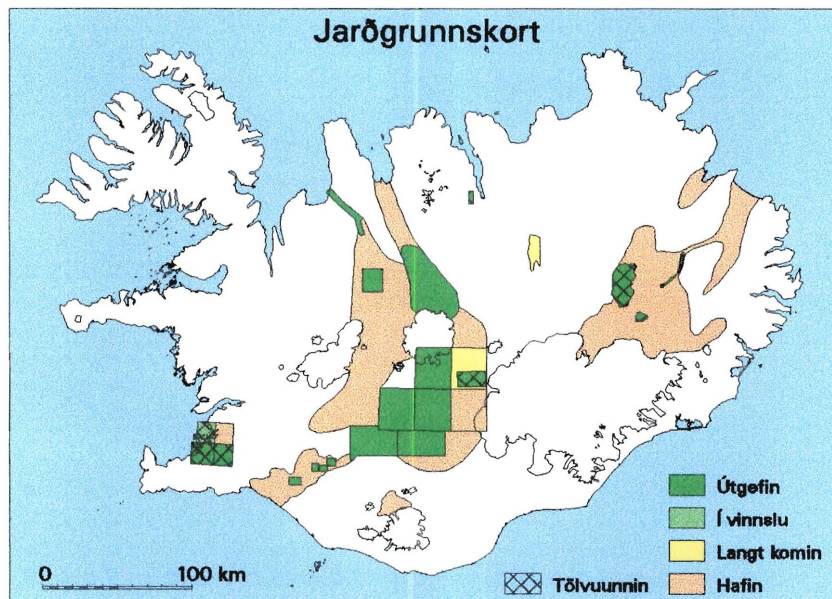 Jarðgrunnskort
Útgefin
Í vinnslu
Langt komin
0 100 km
Tölvuunnin
Hafin